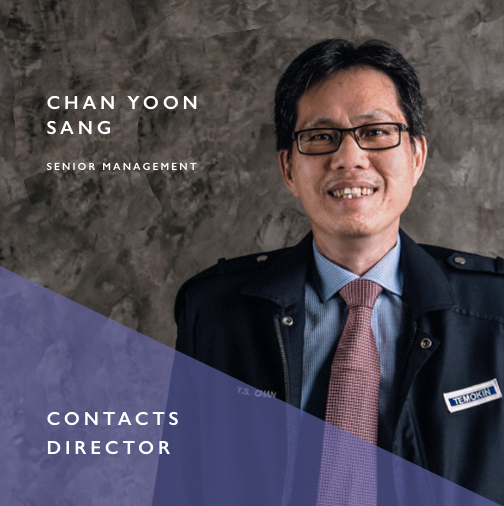 CHAN YOON
SANG
SENIOR MANAGEMENT
Y.S. CHAN
TEMOKIN
CONTACTS
DIRECTOR